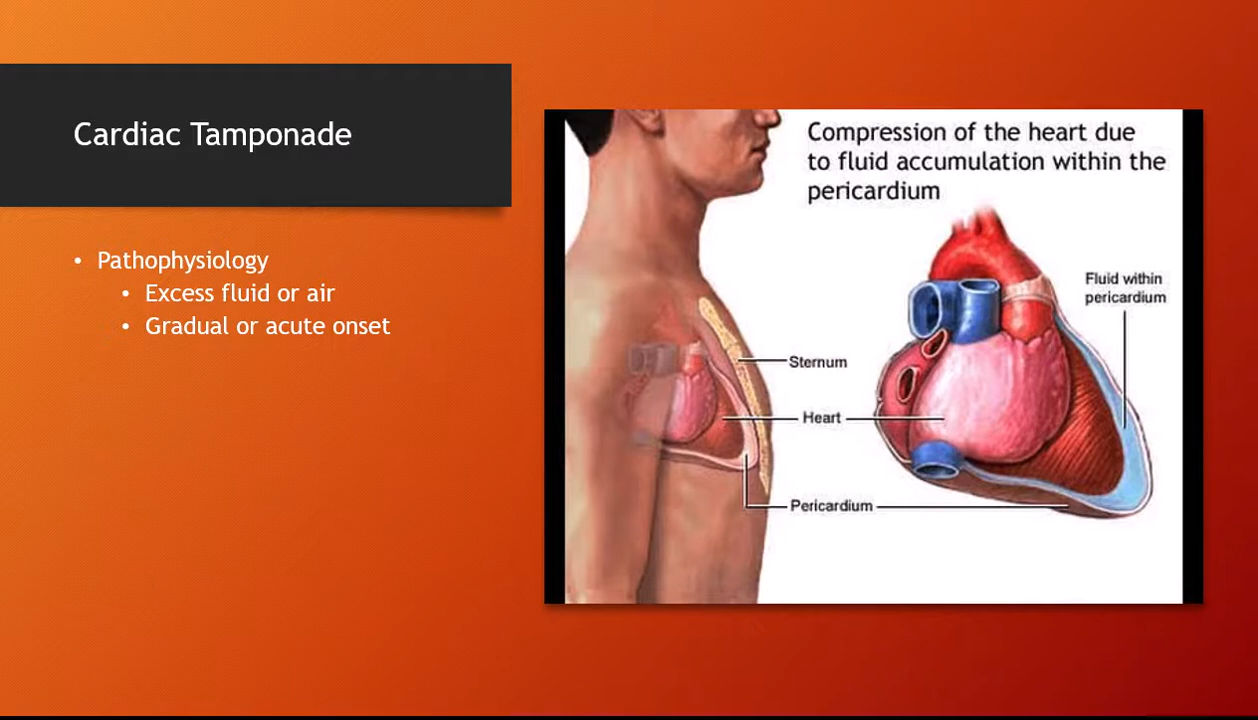 Cardiac Tamponade
• Pathophysiology
• Excess fluid or air
• Gradual or acute onset
Compression of the heart due
to fluid accumulation within the
pericardium
Fluid within
pericardium
Sternum
Heart
Pericardium